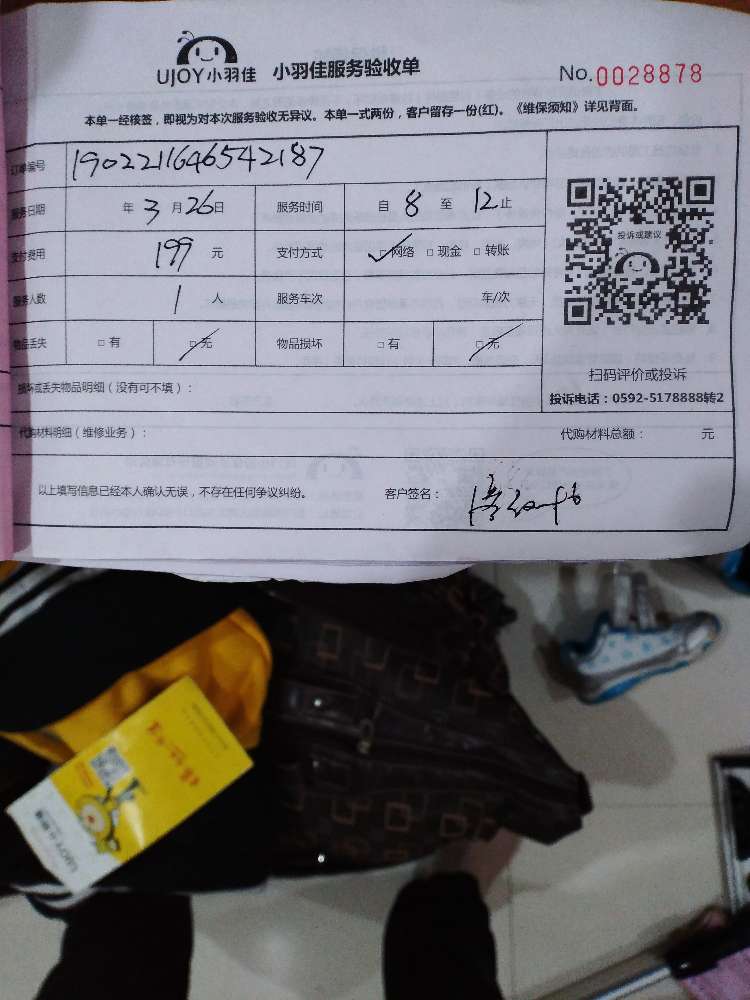 UJOY小羽佳 小羽佳服务验收单 No.0028878
本单一经核签，即视为对本次服务验收无异议。本单一式两份，客户留存一份(红)。《维保须知》详见背面。
订单编号 1902211646542187
服务日期 年 3 月 26 日 服务时间 自 8 至 12 止
支付费用 199 元 支付方式 ☑网络 □现金 □转账
服务人数 1 人 服务车次 车/次
物品丢失 □有 ☑无 物品损坏 □有 ☑无
投诉或建议
扫码评价或投诉
投诉电话：0592-5178888转2
损坏或丢失物品明细（没有可不填）：
代购材料明细（维修业务）： 代购材料总额： 元
以上填写信息已经本人确认无误，不存在任何争议纠纷。 客户签名：
UJOY小羽佳